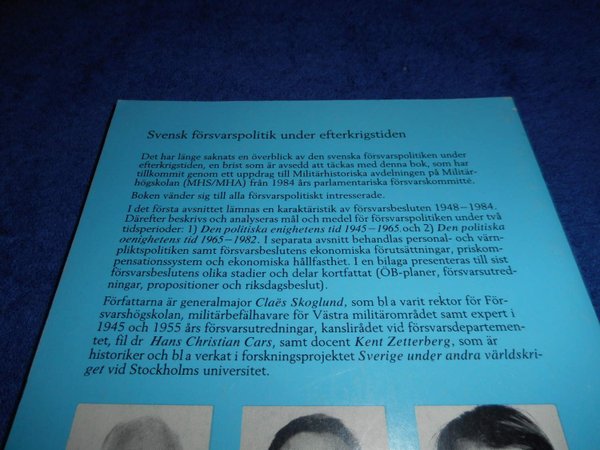 Svensk försvarspolitik under efterkrigstiden
Det har länge saknats en överblick av den svenska försvarspolitiken under
efterkrigstiden, en brist som är avsedd att täckas med denna bok, som har
tillkommit genom ett uppdrag till Militärhistoriska avdelningen på Militär-
högskolan (MHS/MHA) från 1984 års parlamentariska försvarskommitté.
Boken vänder sig till alla försvarspolitiskt intresserade.
I det första avsnittet lämnas en karaktäristik av försvarsbesluten 1948–1984.
Därefter beskrivs och analyseras mål och medel för försvarspolitiken under två
tidsperioder: 1) Den politiska enighetens tid 1945–1965 och 2) Den politiska
oenighetens tid 1965–1982. I separata avsnitt behandlas personal- och värn-
pliktspolitiken samt försvarsbeslutens ekonomiska förutsättningar, priskom-
pensationssystem och ekonomiska hållfasthet. I en bilaga presenteras till sist
försvarsbeslutens olika stadier och delar kortfattat (ÖB-planer, försvarsutred-
ningar, propositioner och riksdagsbeslut).
Författarna är generalmajor Claës Skoglund, som bl a varit rektor för För-
svarshögskolan, militärbefälhavare för Västra militärområdet samt expert i
1945 och 1955 års försvarsutredningar, kanslirådet vid försvarsdepartemen-
tet, fil dr Hans Christian Cars, samt docent Kent Zetterberg, som är
historiker och bl a verkat i forskningsprojektet Sverige under andra världskri-
get vid Stockholms universitet.